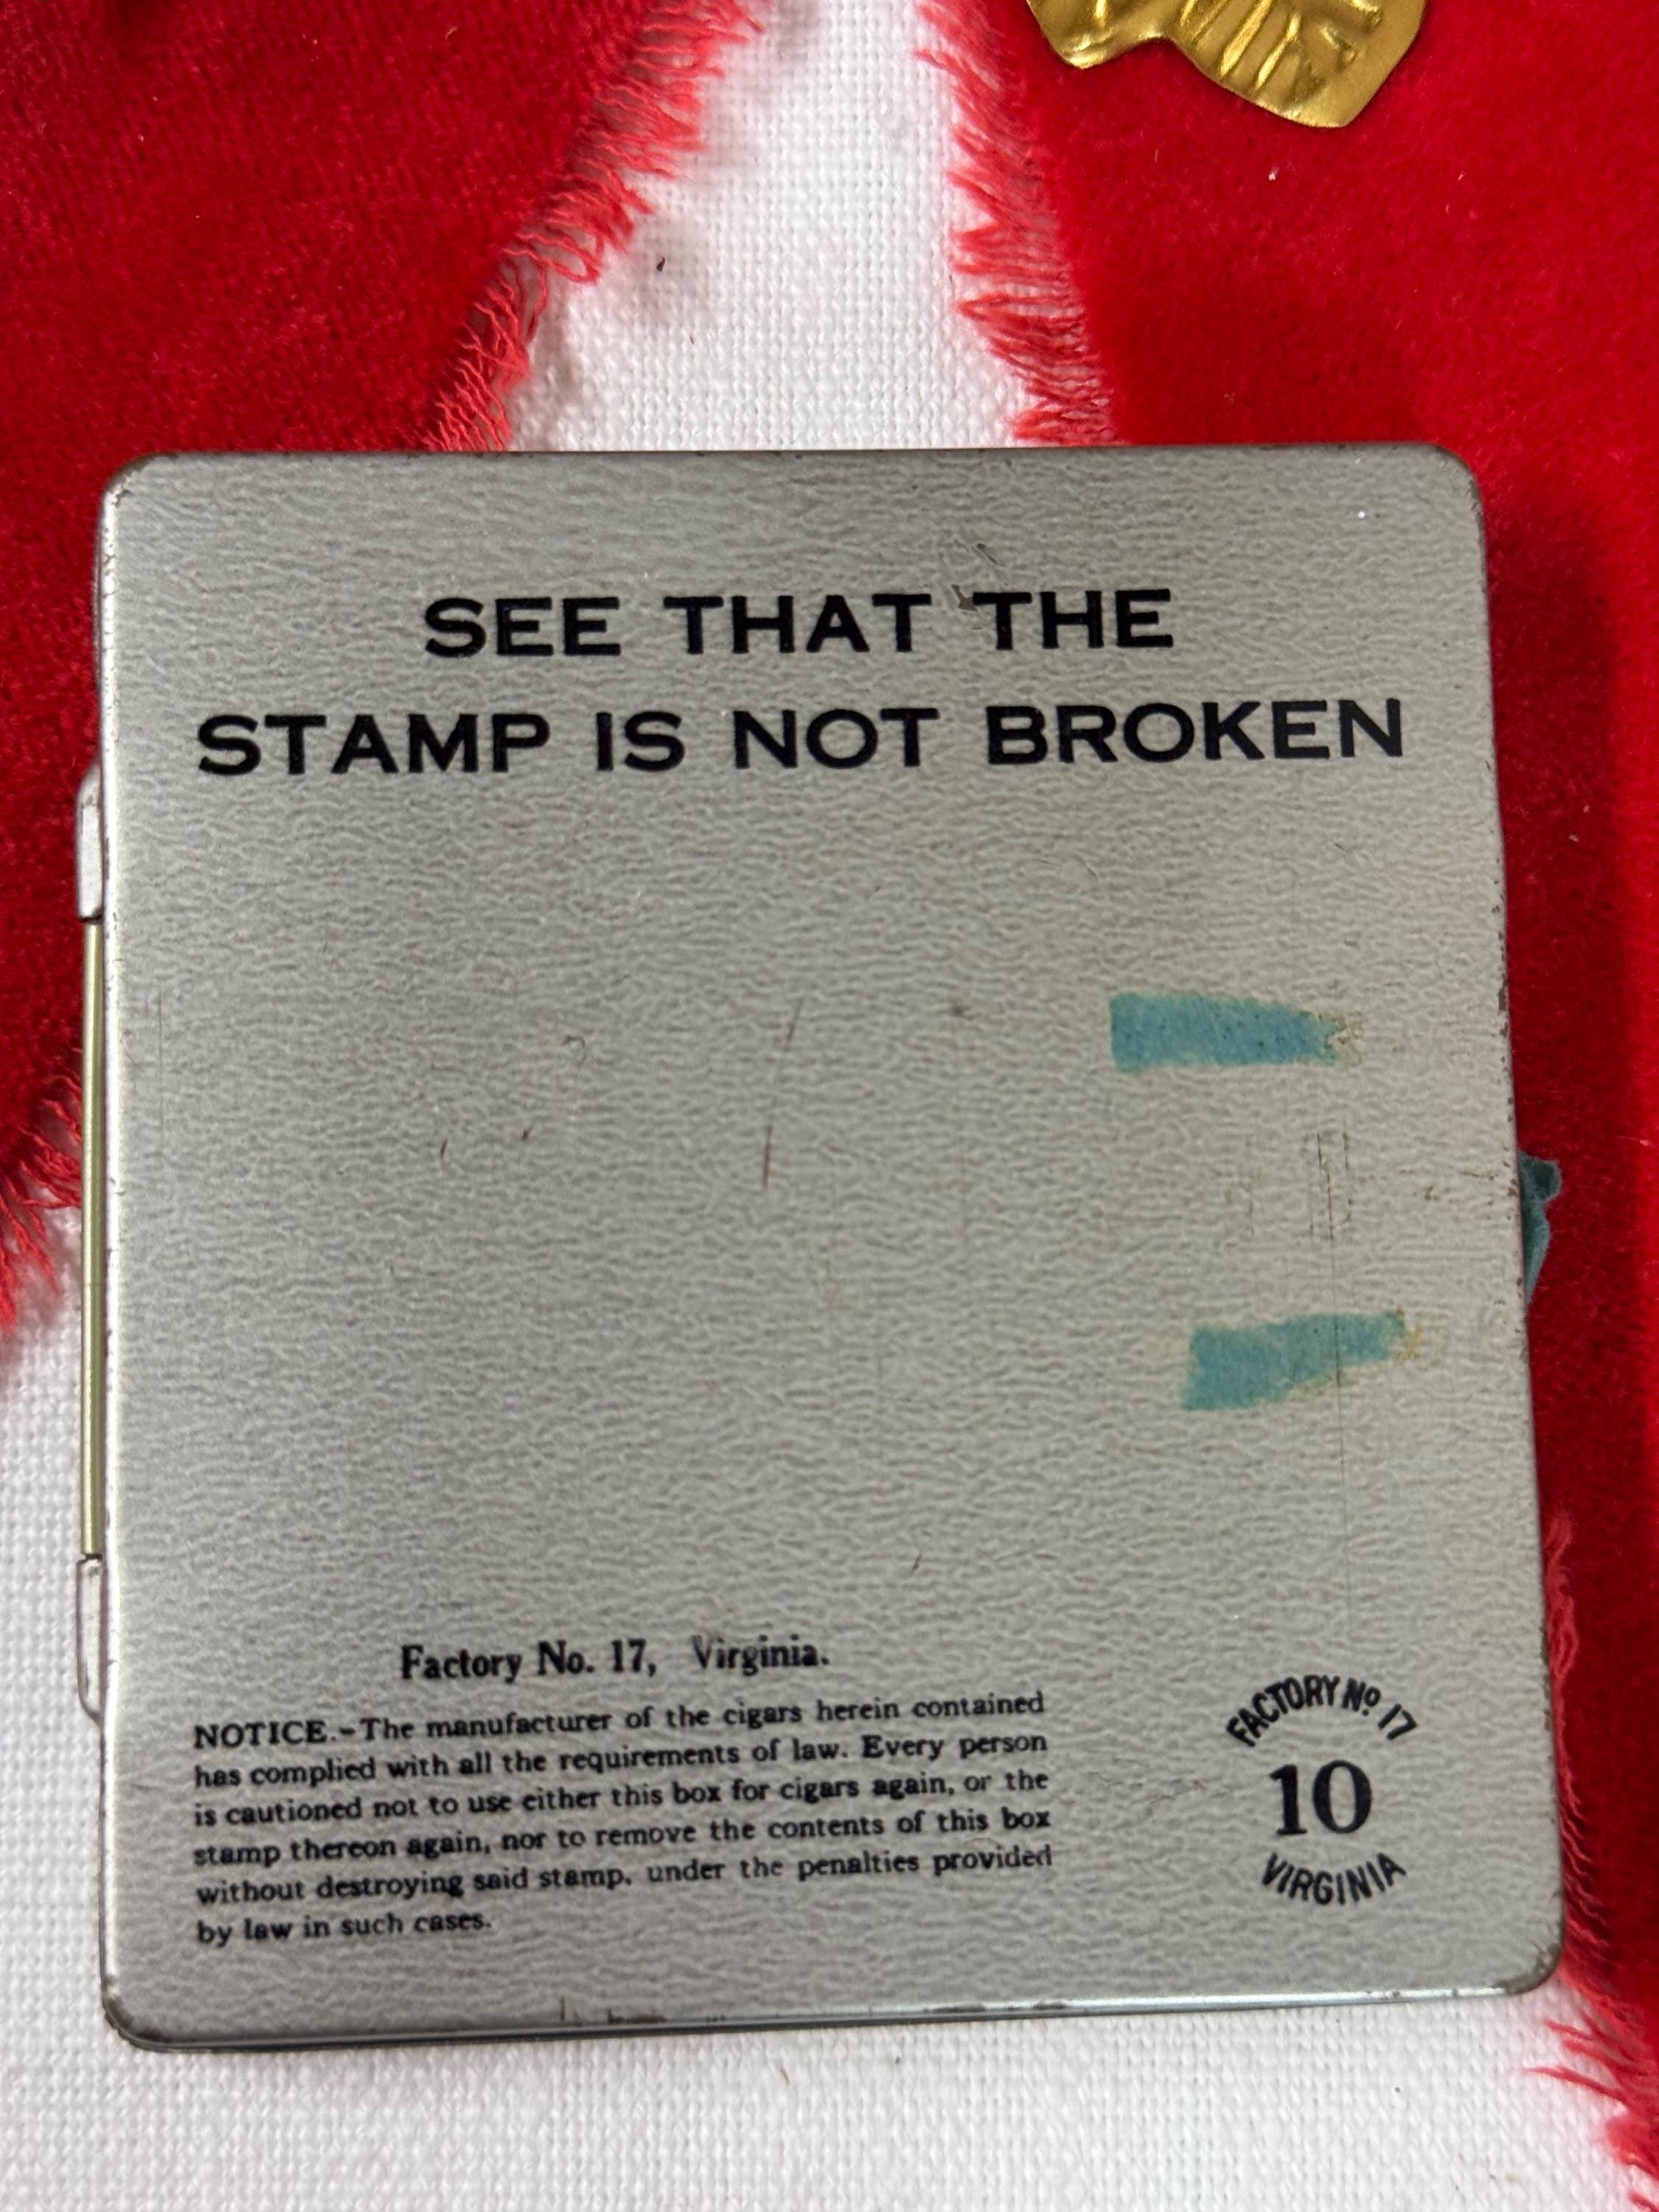 SEE THAT THE
STAMP IS NOT BROKEN
Factory No. 17, Virginia.
NOTICE.-The manufacturer of the cigars herein contained
has complied with all the requirements of law. Every person
is cautioned not to use either this box for cigars again, or the
stamp thereon again, nor to remove the contents of this box
without destroying said stamp, under the penalties provided
by law in such cases.
FACTORY Nº 17
10
VIRGINIA